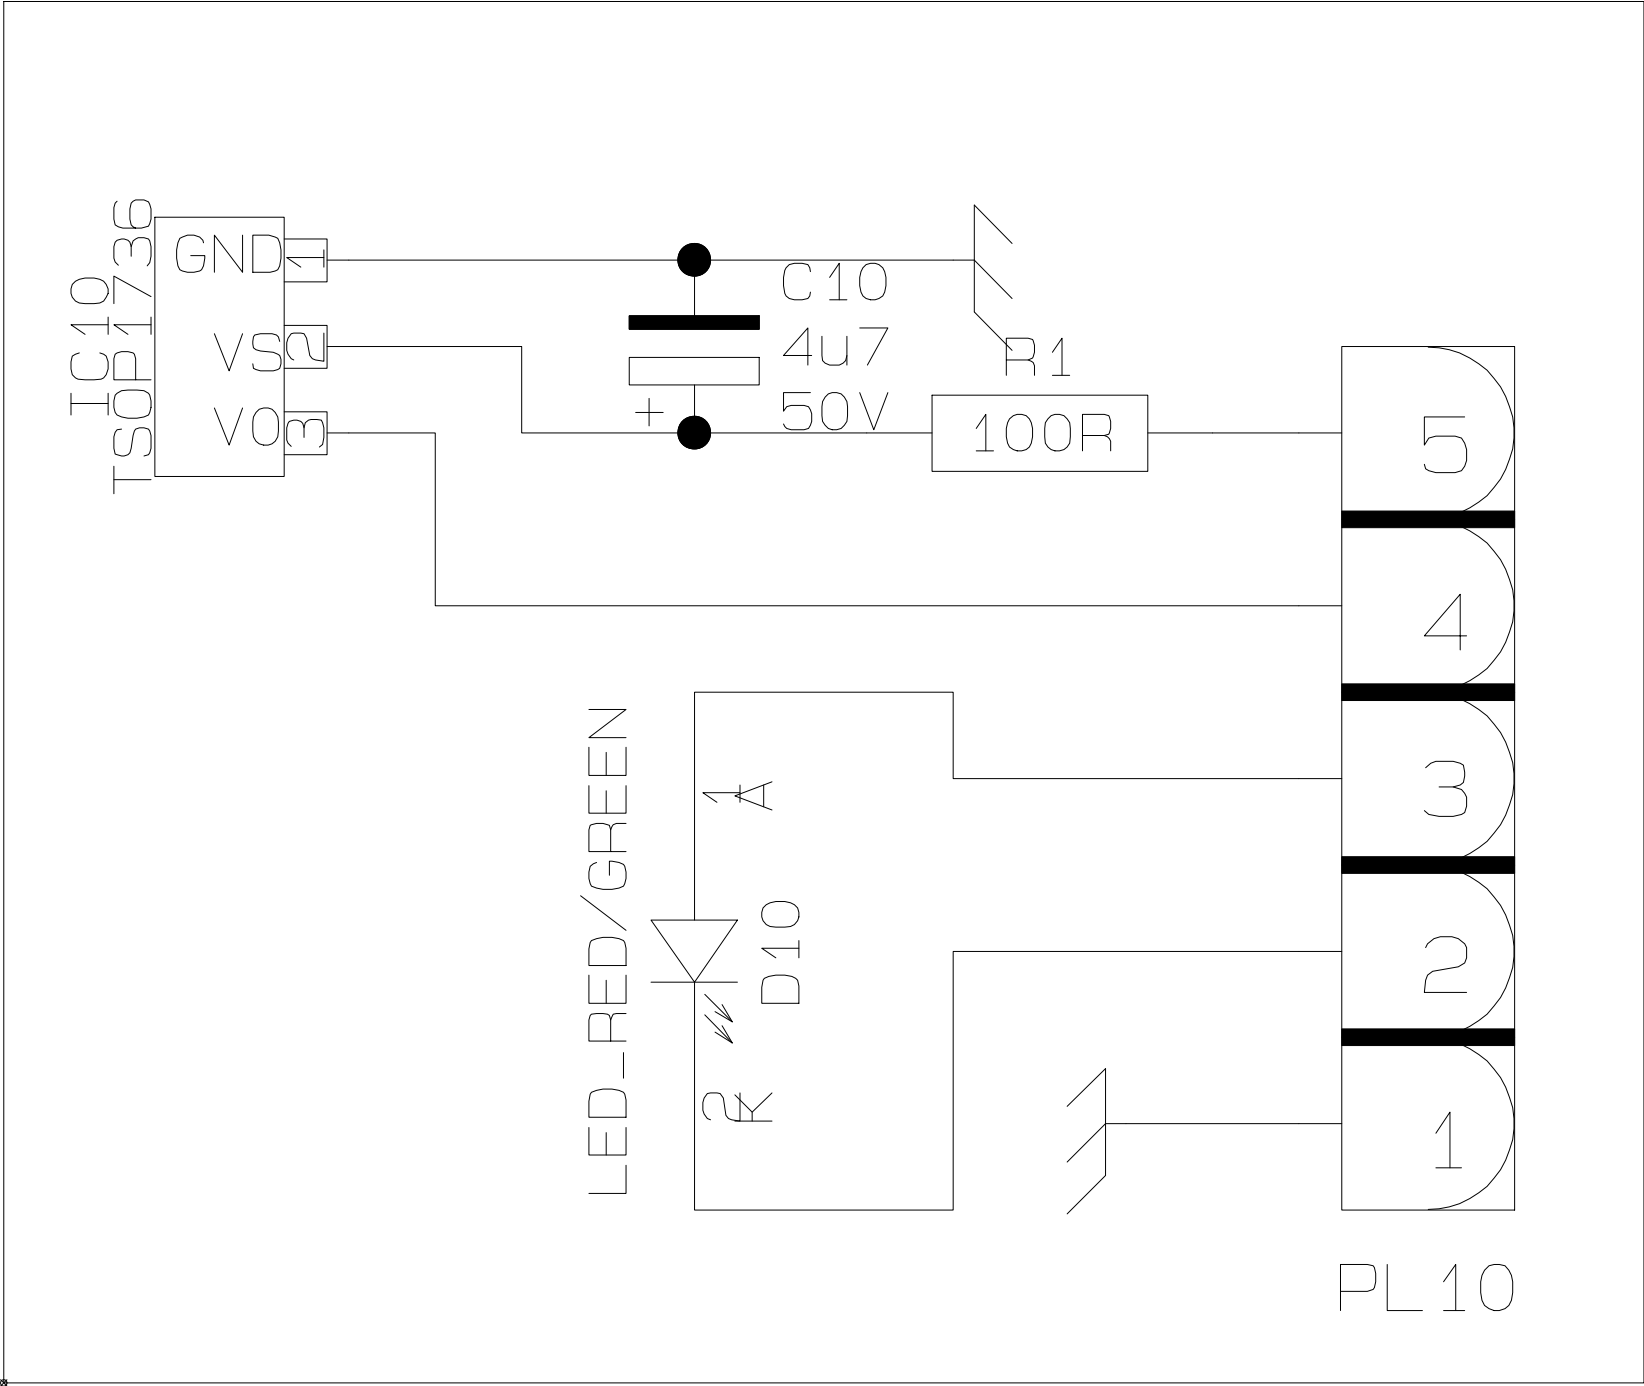 IC10
TSOP1736
GND
1
VS
2
VO
3
C10
4u7
50V
+
R1
100R
5
4
3
2
1
LED_RED/GREEN
1
A
D10
2
K
PL10